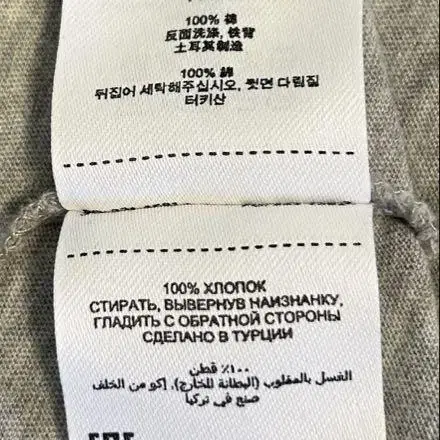 100% 棉
反面洗涤, 铁背
土耳其制造
100% 綿
뒤집어 세탁해주십시오, 뒷면 다림질
터키산
100% ХЛОПОК
СТИРАТЬ, ВЫВЕРНУВ НАИЗНАНКУ,
ГЛАДИТЬ С ОБРАТНОЙ СТОРОНЫ
СДЕЛАНО В ТУРЦИИ
١٠٠٪ قطن
الغسل بالمقلوب (البطانة للخارج)، إكو من الخلف
صنع في تركيا